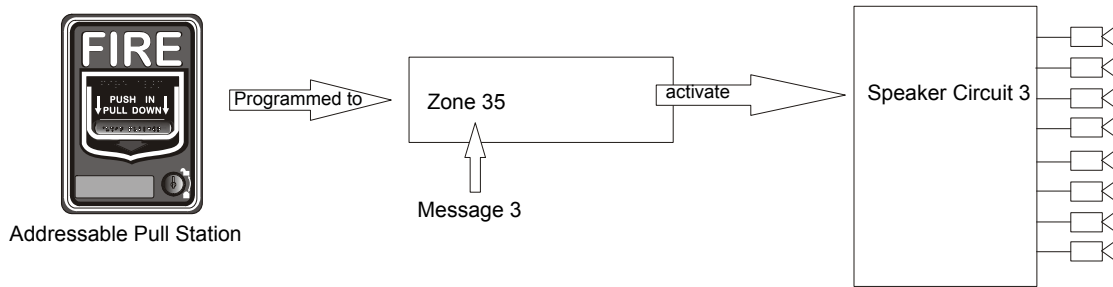 FIRE
PUSH IN
PULL DOWN
Addressable Pull Station
Programmed to
Zone 35
Message 3
activate
Speaker Circuit 3